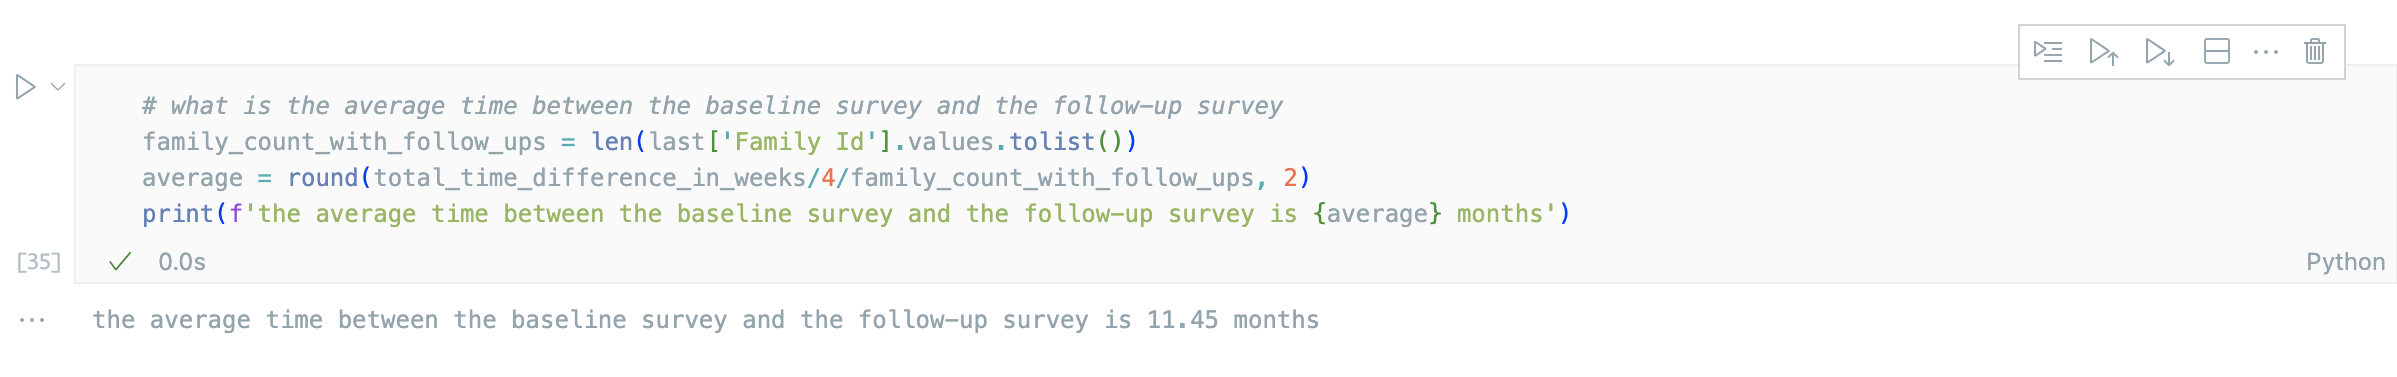 # what is the average time between the baseline survey and the follow-up survey
family_count_with_follow_ups = len(last['Family Id'].values.tolist())
average = round(total_time_difference_in_weeks/4/family_count_with_follow_ups, 2)
print(f'the average time between the baseline survey and the follow-up survey is {average} months')
[35]
0.0s
Python
the average time between the baseline survey and the follow-up survey is 11.45 months